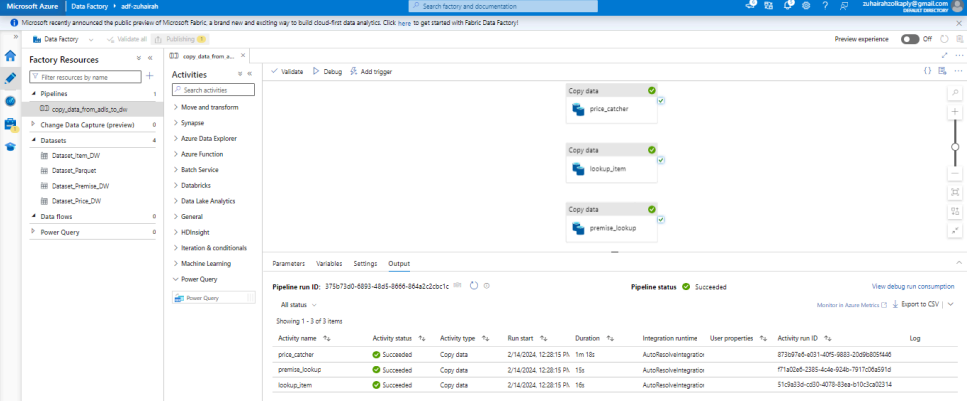 Microsoft Azure Data Factory adf-zuhairah Search factory and documentation zuhairahzolkaply@gmail.com
DEFAULT DIRECTORY
Microsoft recently announced the public preview of Microsoft Fabric, a brand new and exciting way to build cloud-first data analytics. Click here to get started with Fabric Data Factory!
Data Factory Validate all Publishing 1 Preview experience Off
Factory Resources
Filter resources by name
Pipelines 1
copy_data_from_adls_to_dw
Change Data Capture (preview) 0
Datasets 4
Dataset_Item_DW
Dataset_Parquet
Dataset_Premise_DW
Dataset_Price_DW
Data flows 0
Power Query 0
copy_data_from_a...
Activities
Search activities
Move and transform
Synapse
Azure Data Explorer
Azure Function
Batch Service
Databricks
Data Lake Analytics
General
HDInsight
Iteration & conditionals
Machine Learning
Power Query
Power Query
Validate Debug Add trigger
Copy data
price_catcher
Copy data
lookup_item
Copy data
premise_lookup
Parameters Variables Settings Output
Pipeline run ID: 375b73d0-6893-48d5-8666-864a2c2cbc1c Pipeline status Succeeded View debug run consumption
All status Monitor in Azure Metrics Export to CSV
Showing 1 - 3 of 3 items
Activity name Activity status Activity type Run start Duration Integration runtime User properties Activity run ID Log
price_catcher Succeeded Copy data 2/14/2024, 12:28:15 PM 1m 18s AutoResolveIntegration 873b97e6-e031-40f5-9883-20d9b805f446
premise_lookup Succeeded Copy data 2/14/2024, 12:28:15 PM 15s AutoResolveIntegration f71a02e6-2385-4c4e-924b-7917c06a591d
lookup_item Succeeded Copy data 2/14/2024, 12:28:15 PM 16s AutoResolveIntegration 51c9a33d-cd30-4078-83ea-b10c3ca02314